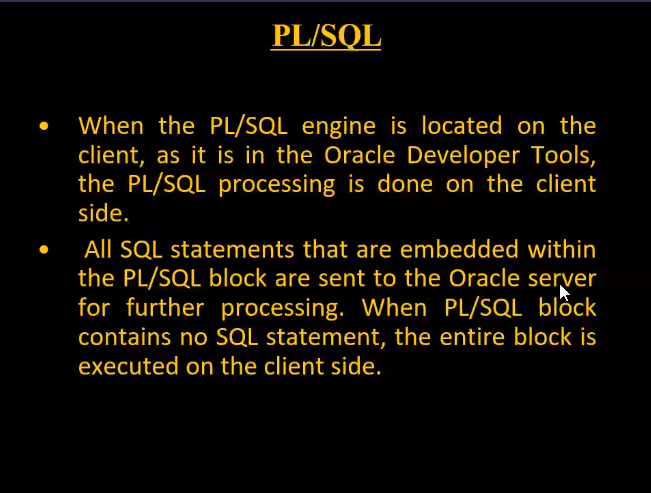 PL/SQL
• When the PL/SQL engine is located on the
client, as it is in the Oracle Developer Tools,
the PL/SQL processing is done on the client
side.
• All SQL statements that are embedded within
the PL/SQL block are sent to the Oracle server
for further processing. When PL/SQL block
contains no SQL statement, the entire block is
executed on the client side.